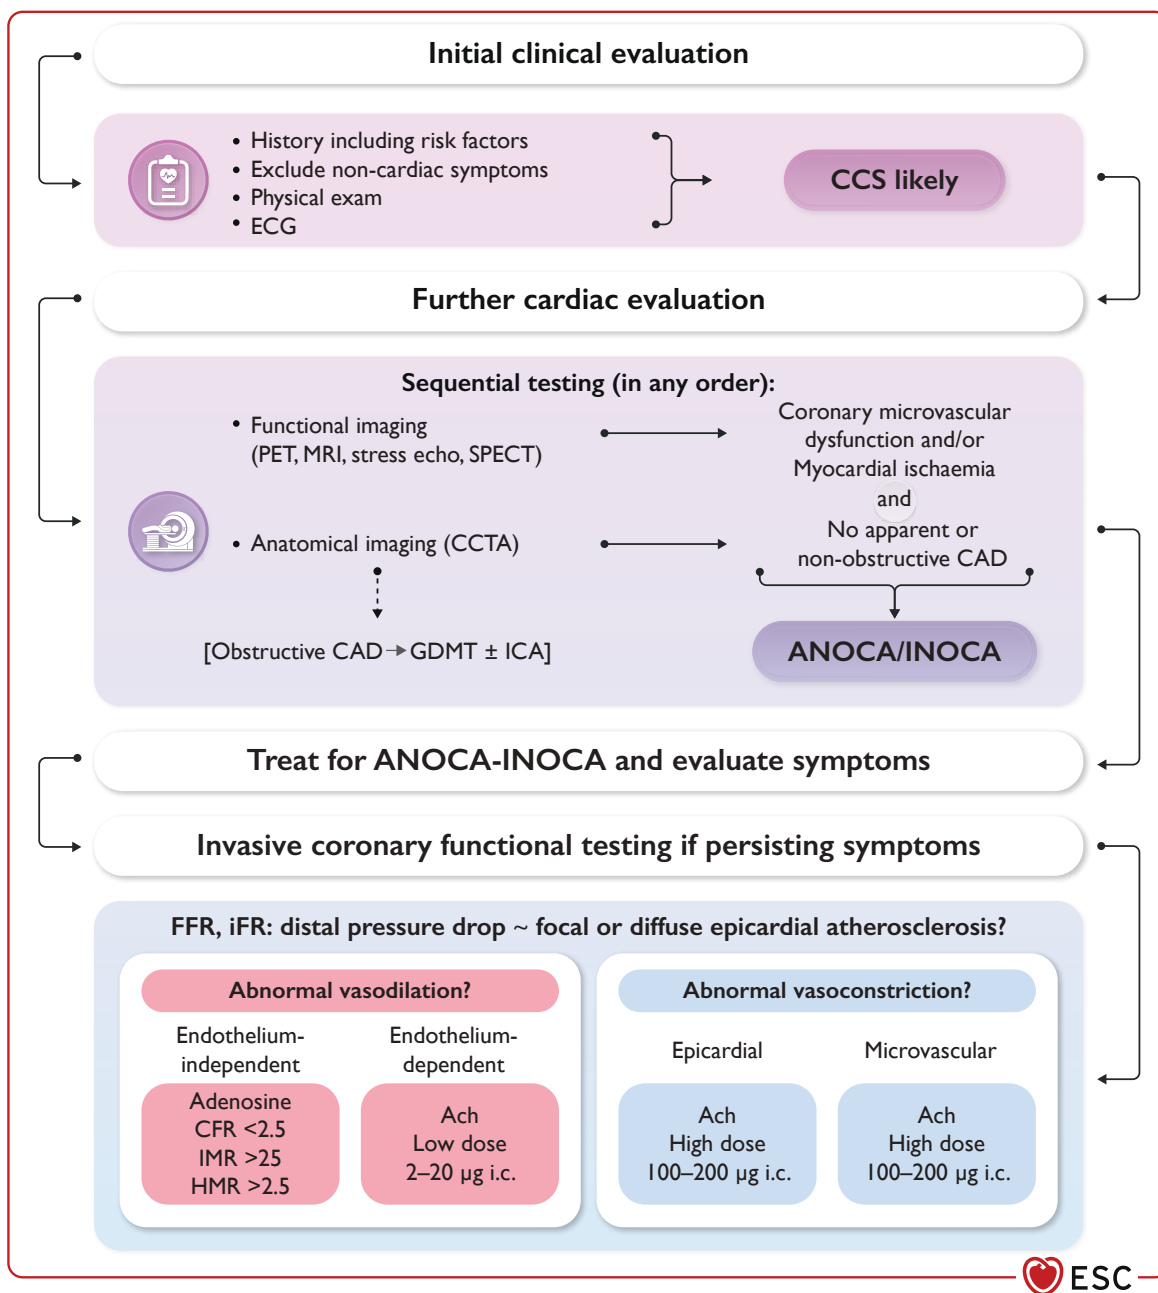 Initial clinical evaluation
• History including risk factors
• Exclude non-cardiac symptoms
• Physical exam
• ECG
CCS likely
Further cardiac evaluation
Sequential testing (in any order):
• Functional imaging
(PET, MRI, stress echo, SPECT)
Coronary microvascular
dysfunction and/or
Myocardial ischaemia
and
• Anatomical imaging (CCTA)
No apparent or
non-obstructive CAD
[Obstructive CAD → GDMT ± ICA]
ANOCA/INOCA
Treat for ANOCA-INOCA and evaluate symptoms
Invasive coronary functional testing if persisting symptoms
FFR, iFR: distal pressure drop ~ focal or diffuse epicardial atherosclerosis?
Abnormal vasodilation?
Endothelium-
independent
Adenosine
CFR <2.5
IMR >25
HMR >2.5
Endothelium-
dependent
Ach
Low dose
2–20 µg i.c.
Abnormal vasoconstriction?
Epicardial
Ach
High dose
100–200 µg i.c.
Microvascular
Ach
High dose
100–200 µg i.c.
ESC